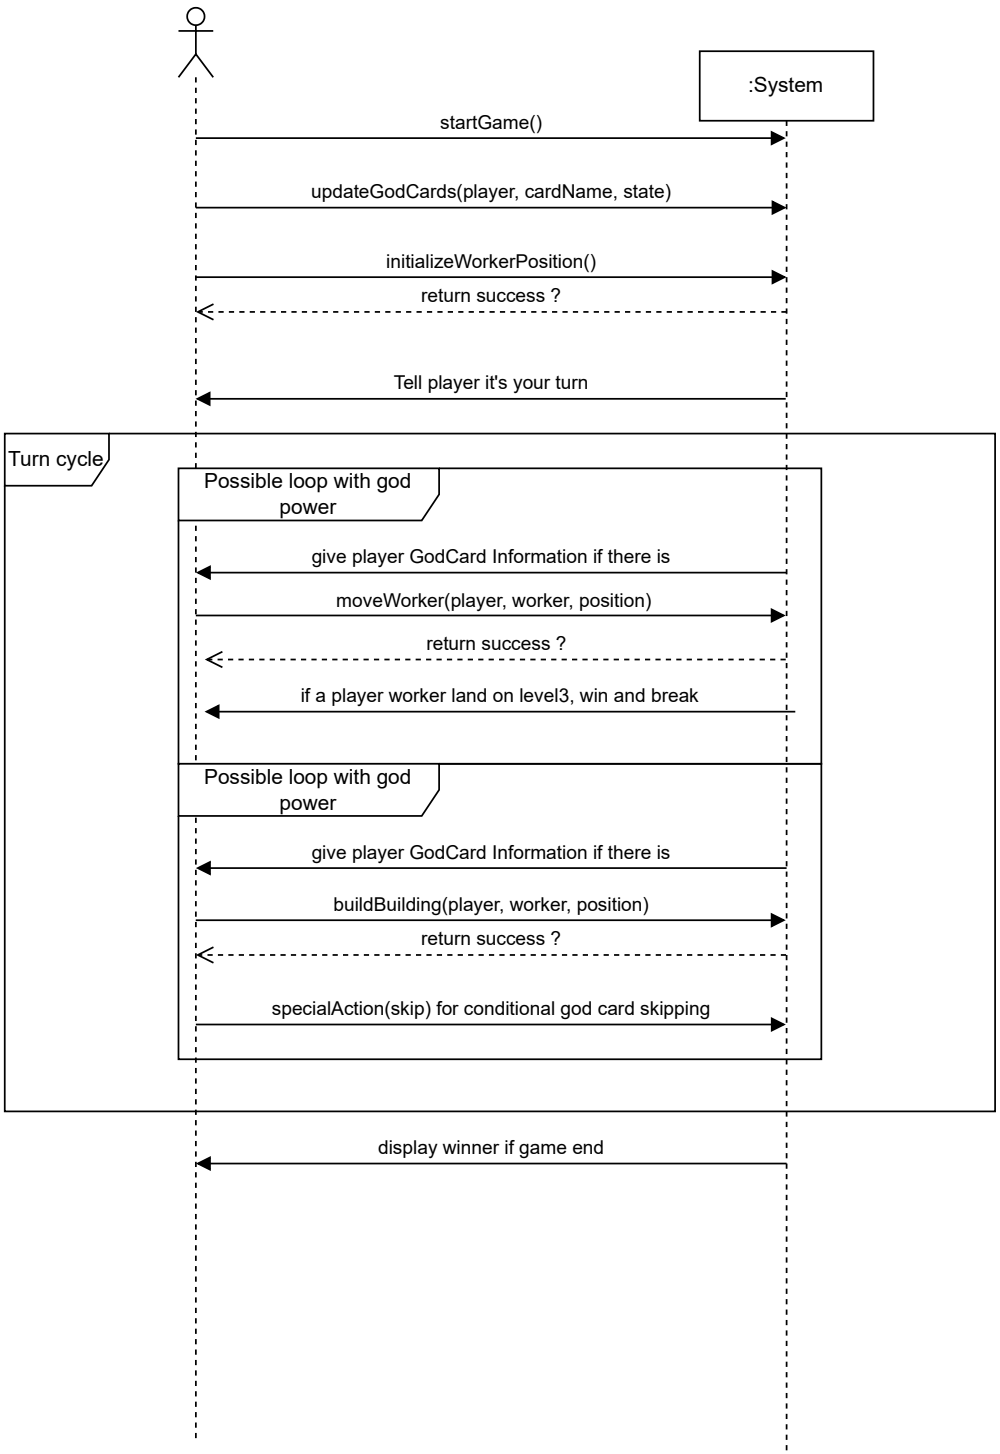 :System
startGame()
updateGodCards(player, cardName, state)
initializeWorkerPosition()
return success ?
Tell player it's your turn
Turn cycle
Possible loop with god
power
give player GodCard Information if there is
moveWorker(player, worker, position)
return success ?
if a player worker land on level3, win and break
Possible loop with god
power
give player GodCard Information if there is
buildBuilding(player, worker, position)
return success ?
specialAction(skip) for conditional god card skipping
display winner if game end